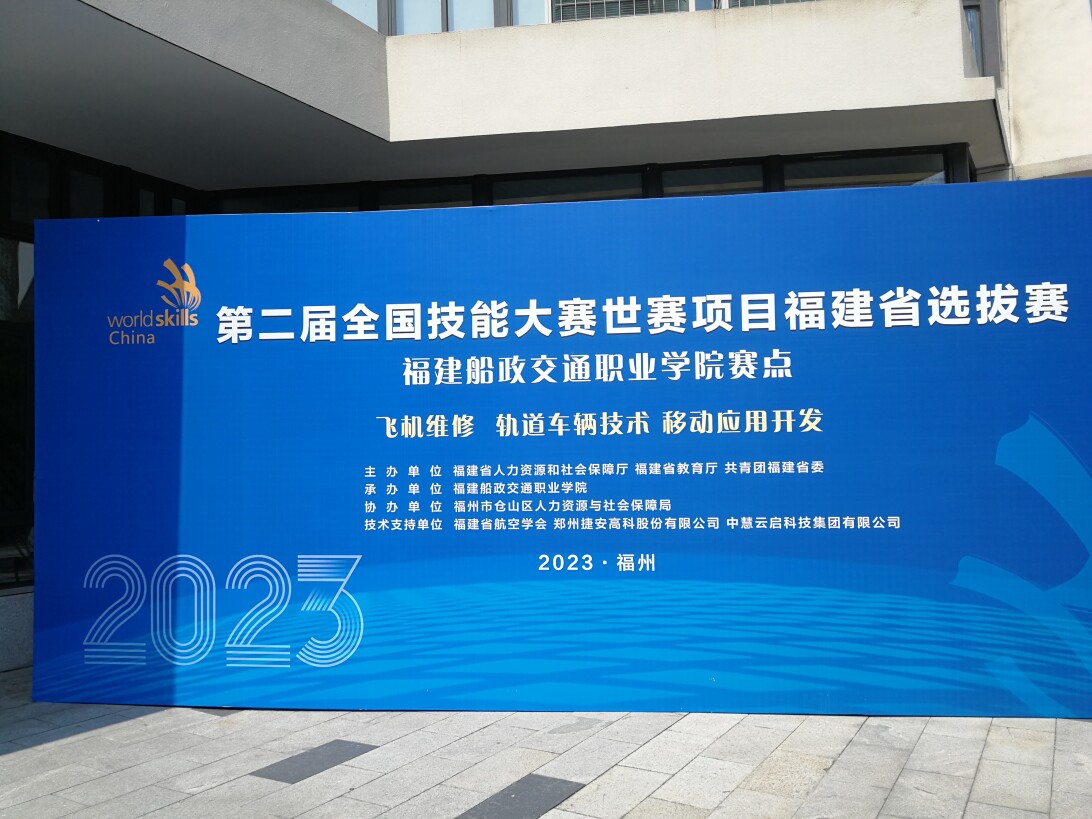 worldskills
China
第二届全国技能大赛世赛项目福建省选拔赛
福建船政交通职业学院赛点
飞机维修 轨道车辆技术 移动应用开发
主办单位 福建省人力资源和社会保障厅 福建省教育厅 共青团福建省委
承办单位 福建船政交通职业学院
协办单位 福州市仓山区人力资源与社会保障局
技术支持单位 福建省航空学会 郑州捷安高科股份有限公司 中慧云启科技集团有限公司
2023·福州
2023